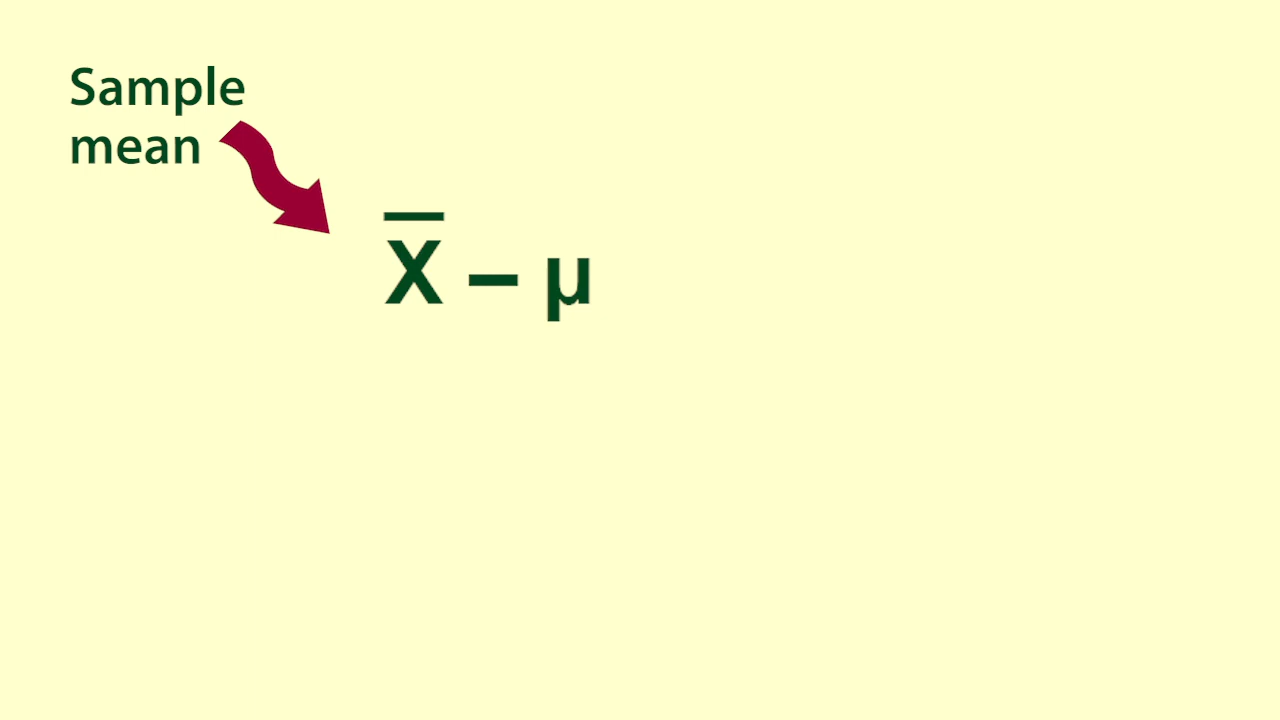 Sample
mean
X̅ – μ